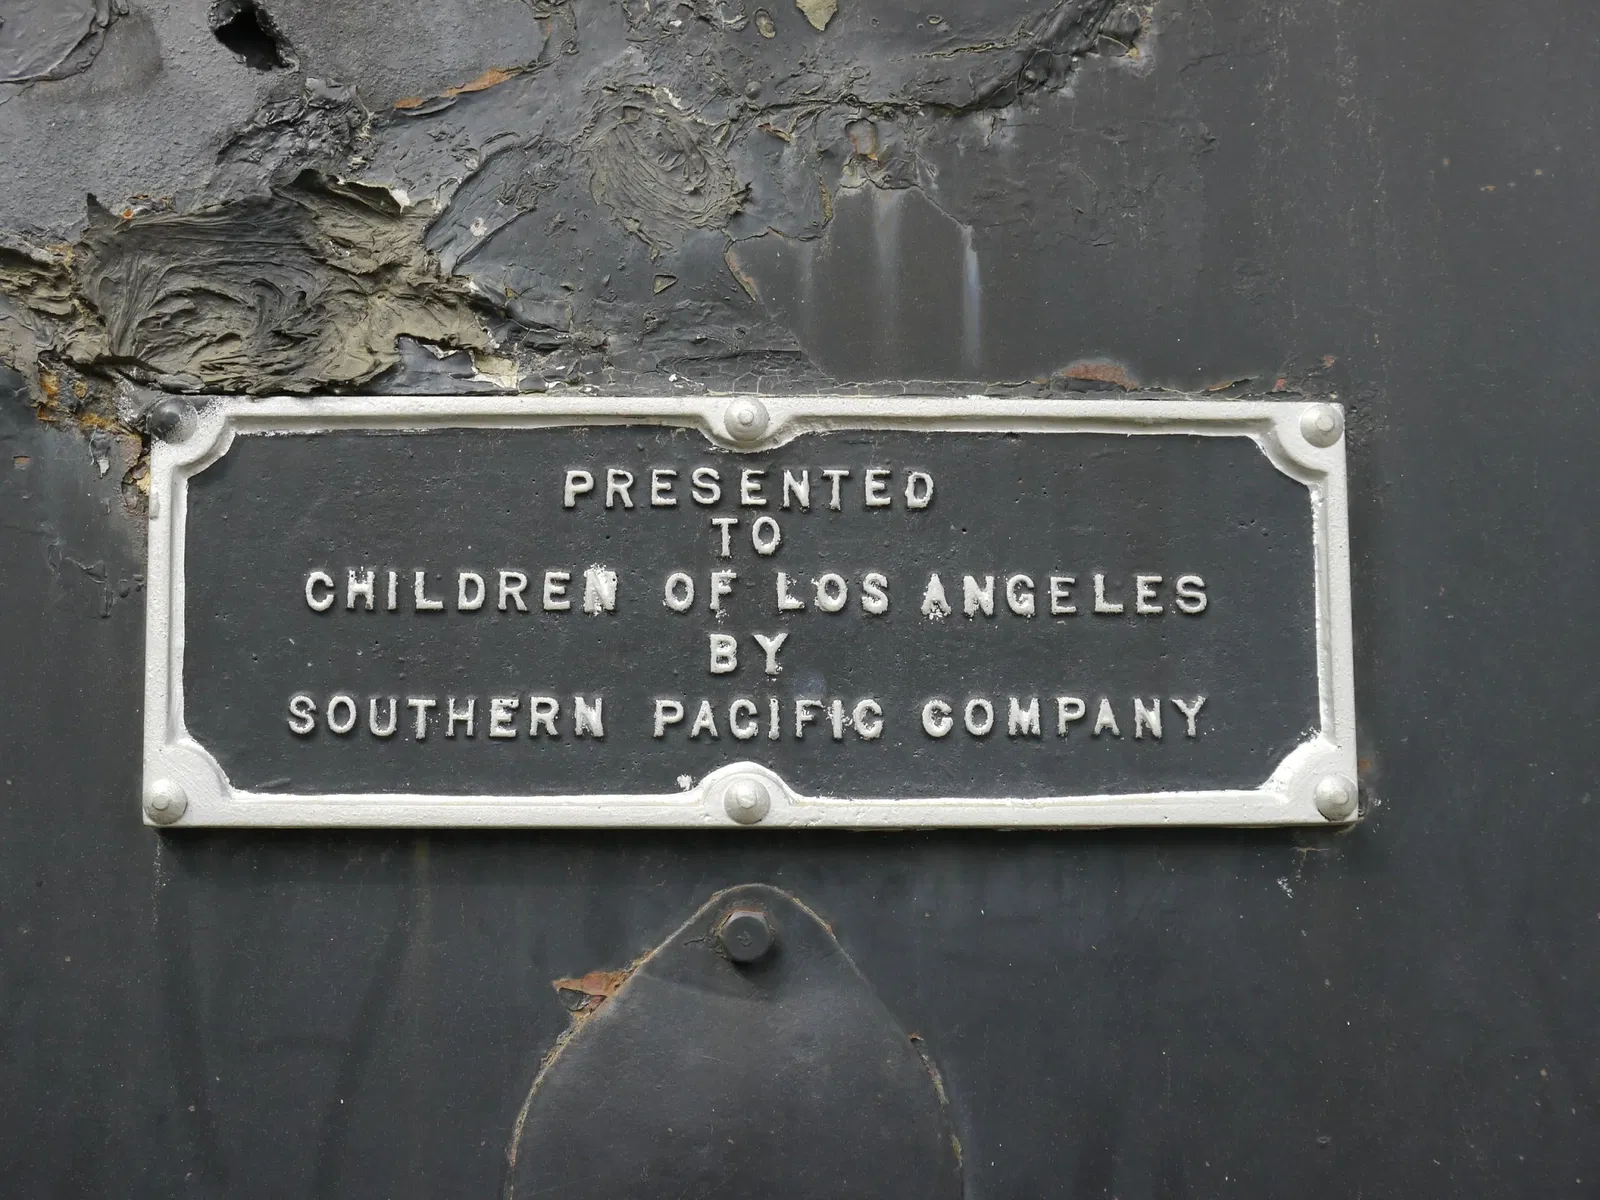 PRESENTED
TO
CHILDREN OF LOS ANGELES
BY
SOUTHERN PACIFIC COMPANY